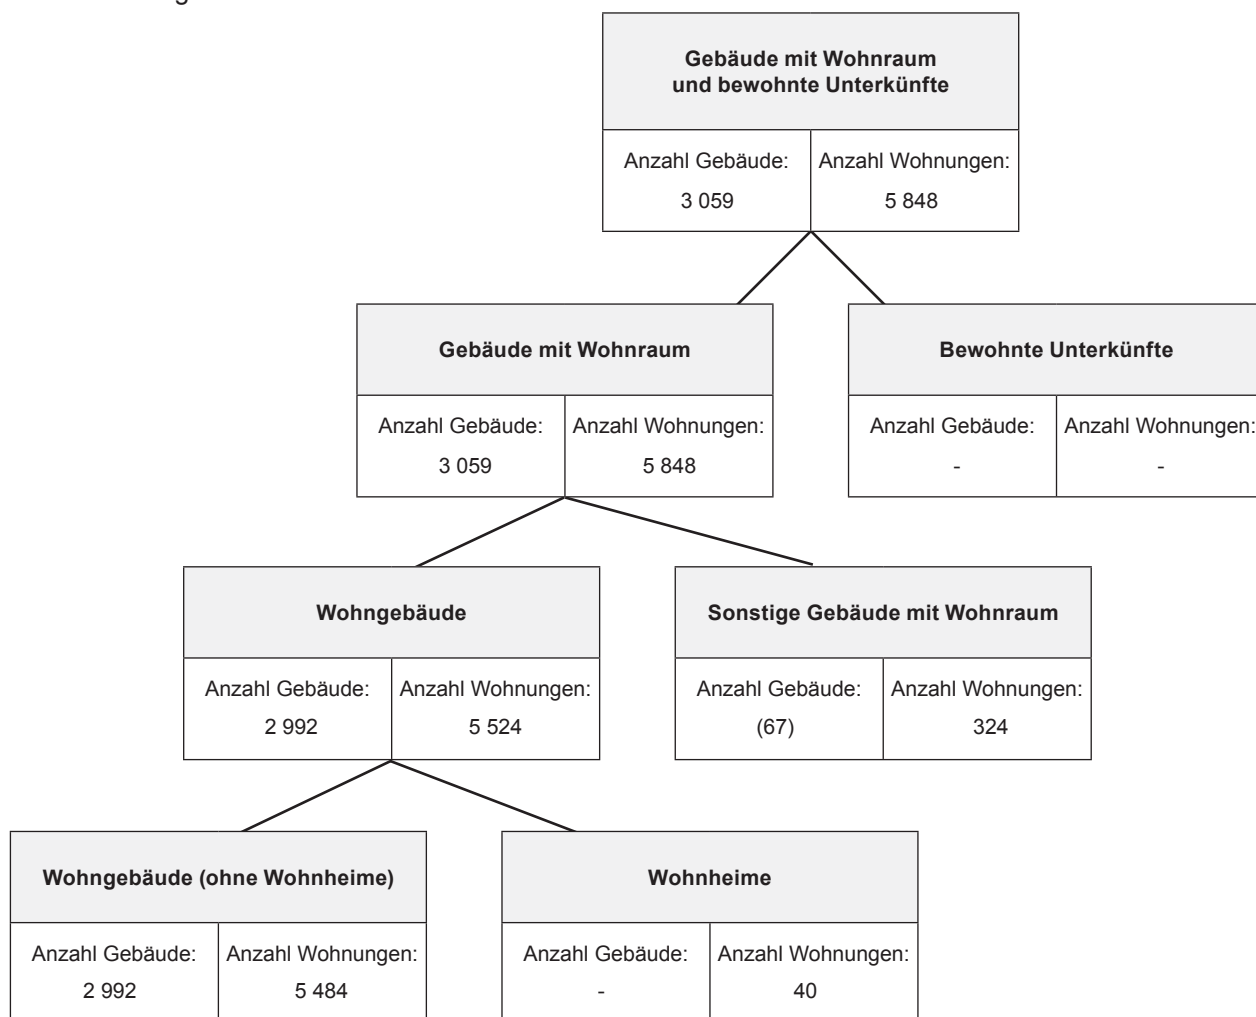 Gebäude mit Wohnraum
und bewohnte Unterkünfte
Anzahl Gebäude:
3 059
Anzahl Wohnungen:
5 848
Gebäude mit Wohnraum
Anzahl Gebäude:
3 059
Anzahl Wohnungen:
5 848
Bewohnte Unterkünfte
Anzahl Gebäude:
-
Anzahl Wohnungen:
-
Wohngebäude
Anzahl Gebäude:
2 992
Anzahl Wohnungen:
5 524
Sonstige Gebäude mit Wohnraum
Anzahl Gebäude:
(67)
Anzahl Wohnungen:
324
Wohngebäude (ohne Wohnheime)
Anzahl Gebäude:
2 992
Anzahl Wohnungen:
5 484
Wohnheime
Anzahl Gebäude:
-
Anzahl Wohnungen:
40